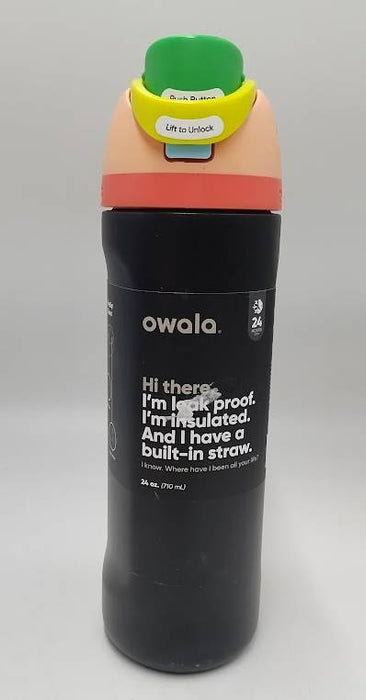 Push Button
Lift to Unlock
owala
24
Hi there.
I'm leak proof.
I'm insulated.
And I have a
built-in straw.
I know. Where have I been all your life?
24 oz. (710 mL)